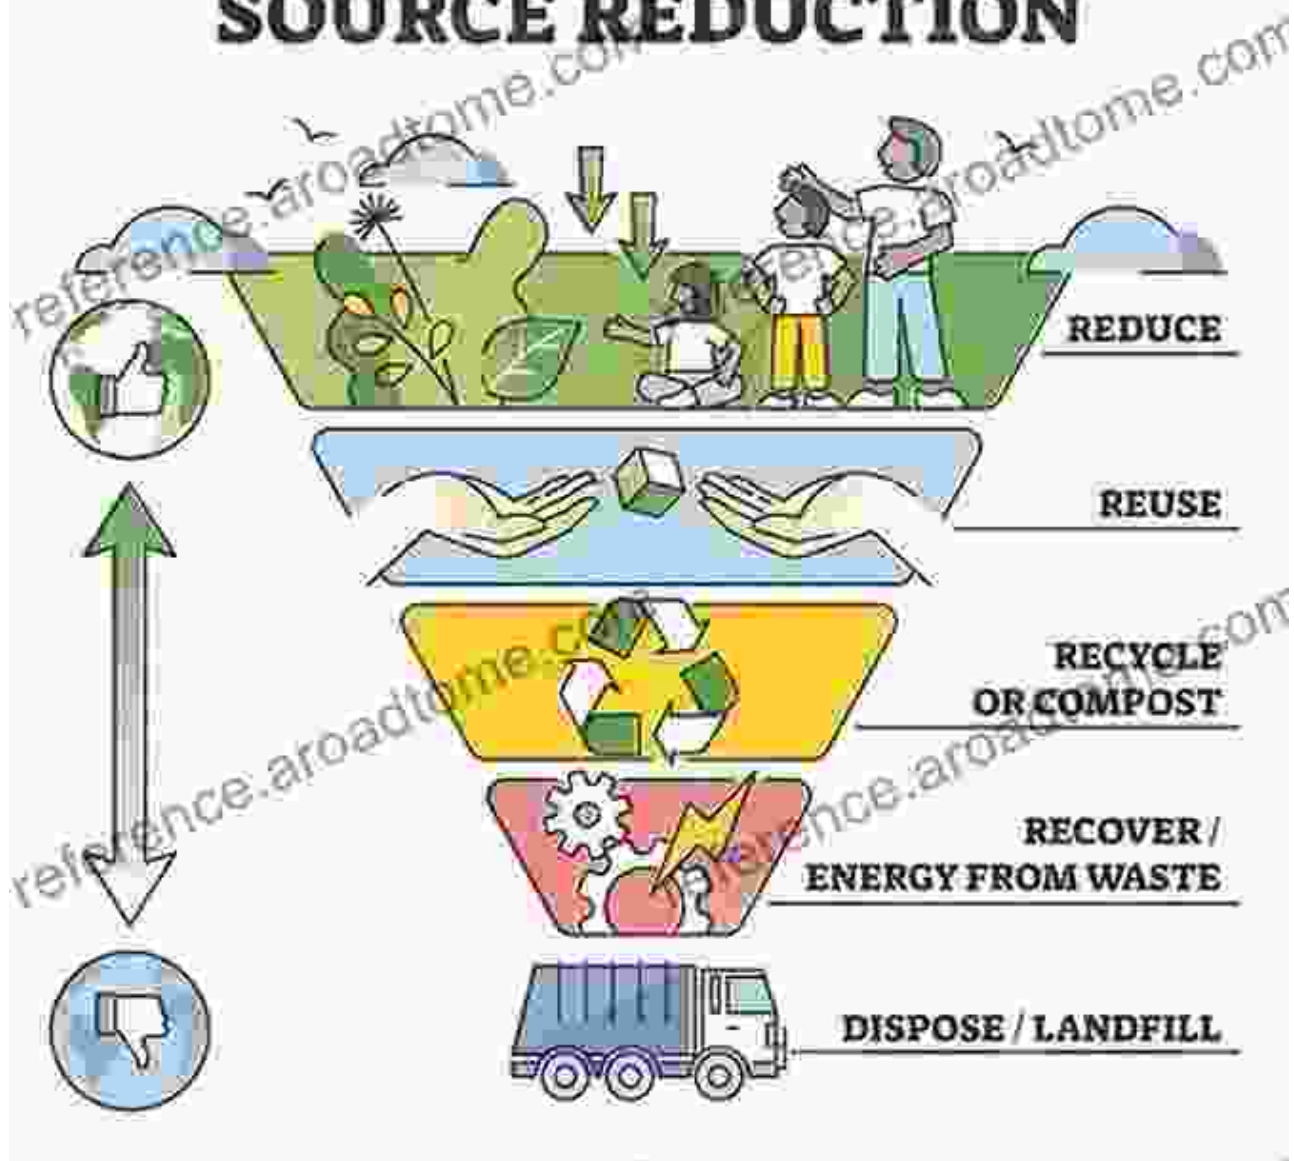 SOURCE REDUCTION
REDUCE
REUSE
RECYCLE
OR COMPOST
RECOVER /
ENERGY FROM WASTE
DISPOSE / LANDFILL
reference.aroadtome.com
reference.aroadtome.com
reference.aroadtome.com
reference.aroadtome.com